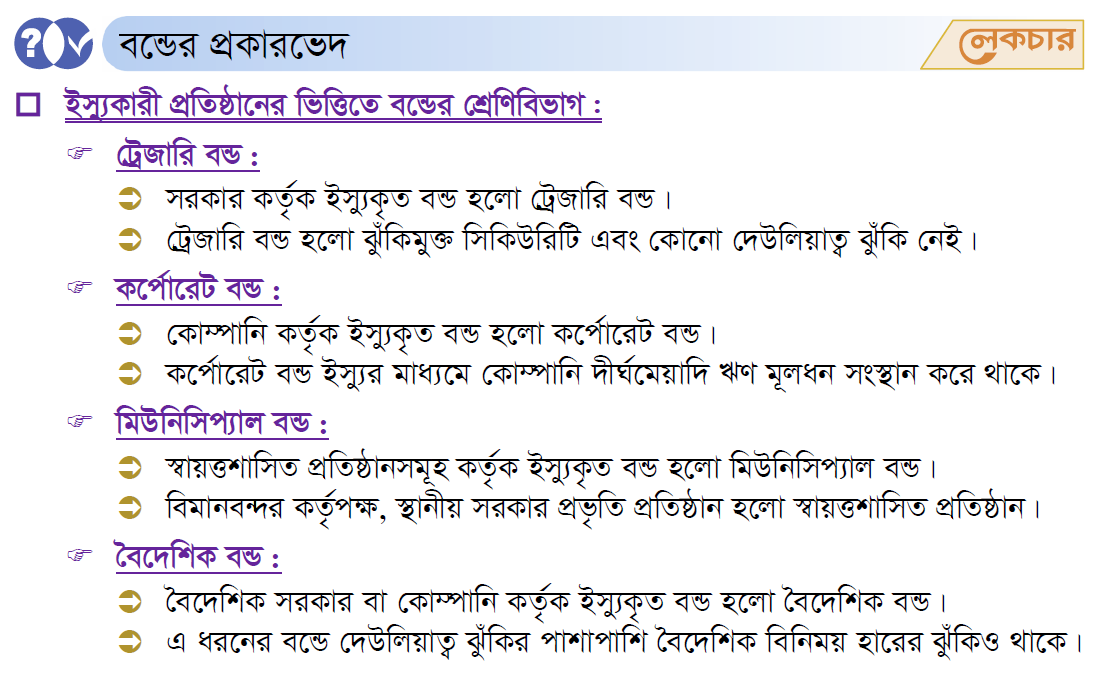 বন্ডের প্রকারভেদ
লেকচার
ইস্যুকারী প্রতিষ্ঠানের ভিত্তিতে বন্ডের শ্রেণিবিভাগ :
ট্রেজারি বন্ড :
সরকার কর্তৃক ইস্যুকৃত বন্ড হলো ট্রেজারি বন্ড।
ট্রেজারি বন্ড হলো ঝুঁকিমুক্ত সিকিউরিটি এবং কোনো দেউলিয়াত্ব ঝুঁকি নেই।
কর্পোরেট বন্ড :
কোম্পানি কর্তৃক ইস্যুকৃত বন্ড হলো কর্পোরেট বন্ড।
কর্পোরেট বন্ড ইস্যুর মাধ্যমে কোম্পানি দীর্ঘমেয়াদি ঋণ মূলধন সংস্থান করে থাকে।
মিউনিসিপ্যাল বন্ড :
স্বায়ত্তশাসিত প্রতিষ্ঠানসমূহ কর্তৃক ইস্যুকৃত বন্ড হলো মিউনিসিপ্যাল বন্ড।
বিমানবন্দর কর্তৃপক্ষ, স্থানীয় সরকার প্রভৃতি প্রতিষ্ঠান হলো স্বায়ত্তশাসিত প্রতিষ্ঠান।
বৈদেশিক বন্ড :
বৈদেশিক সরকার বা কোম্পানি কর্তৃক ইস্যুকৃত বন্ড হলো বৈদেশিক বন্ড।
এ ধরনের বন্ডে দেউলিয়াত্ব ঝুঁকির পাশাপাশি বৈদেশিক বিনিময় হারের ঝুঁকিও থাকে।